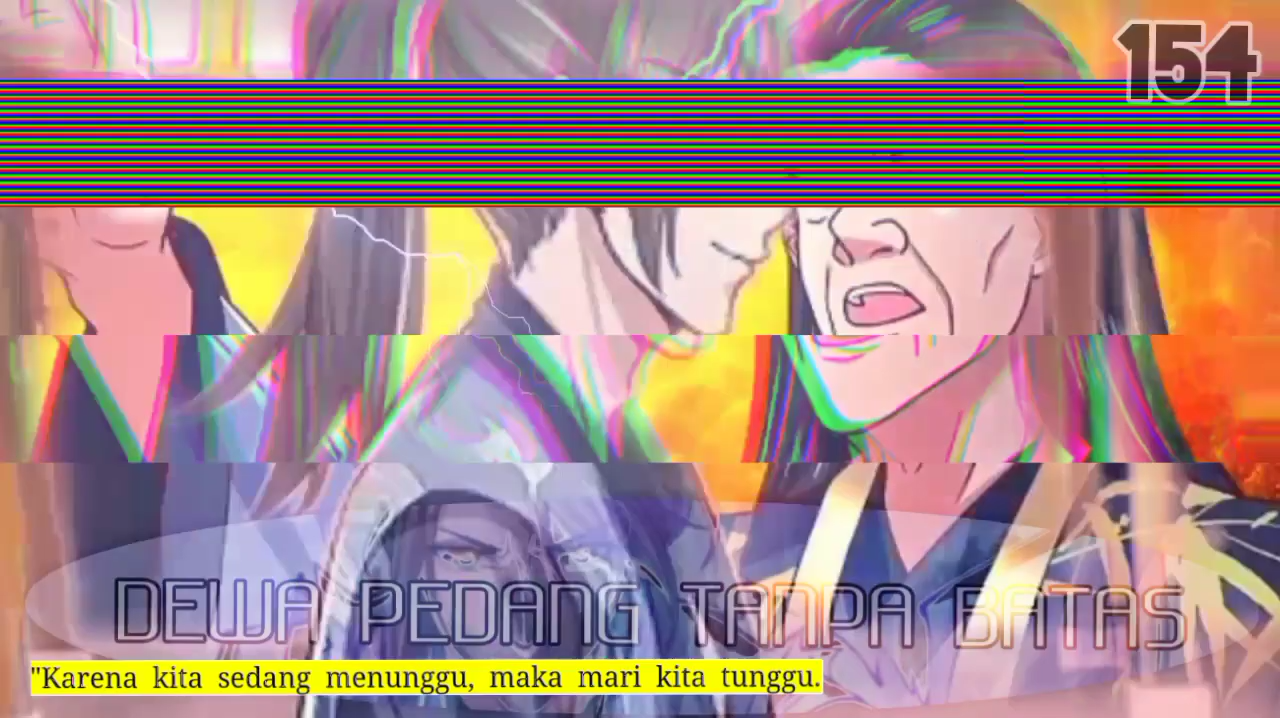 154
DEWA PEDANG TANPA BATAS
"Karena kita sedang menunggu, maka mari kita tunggu.